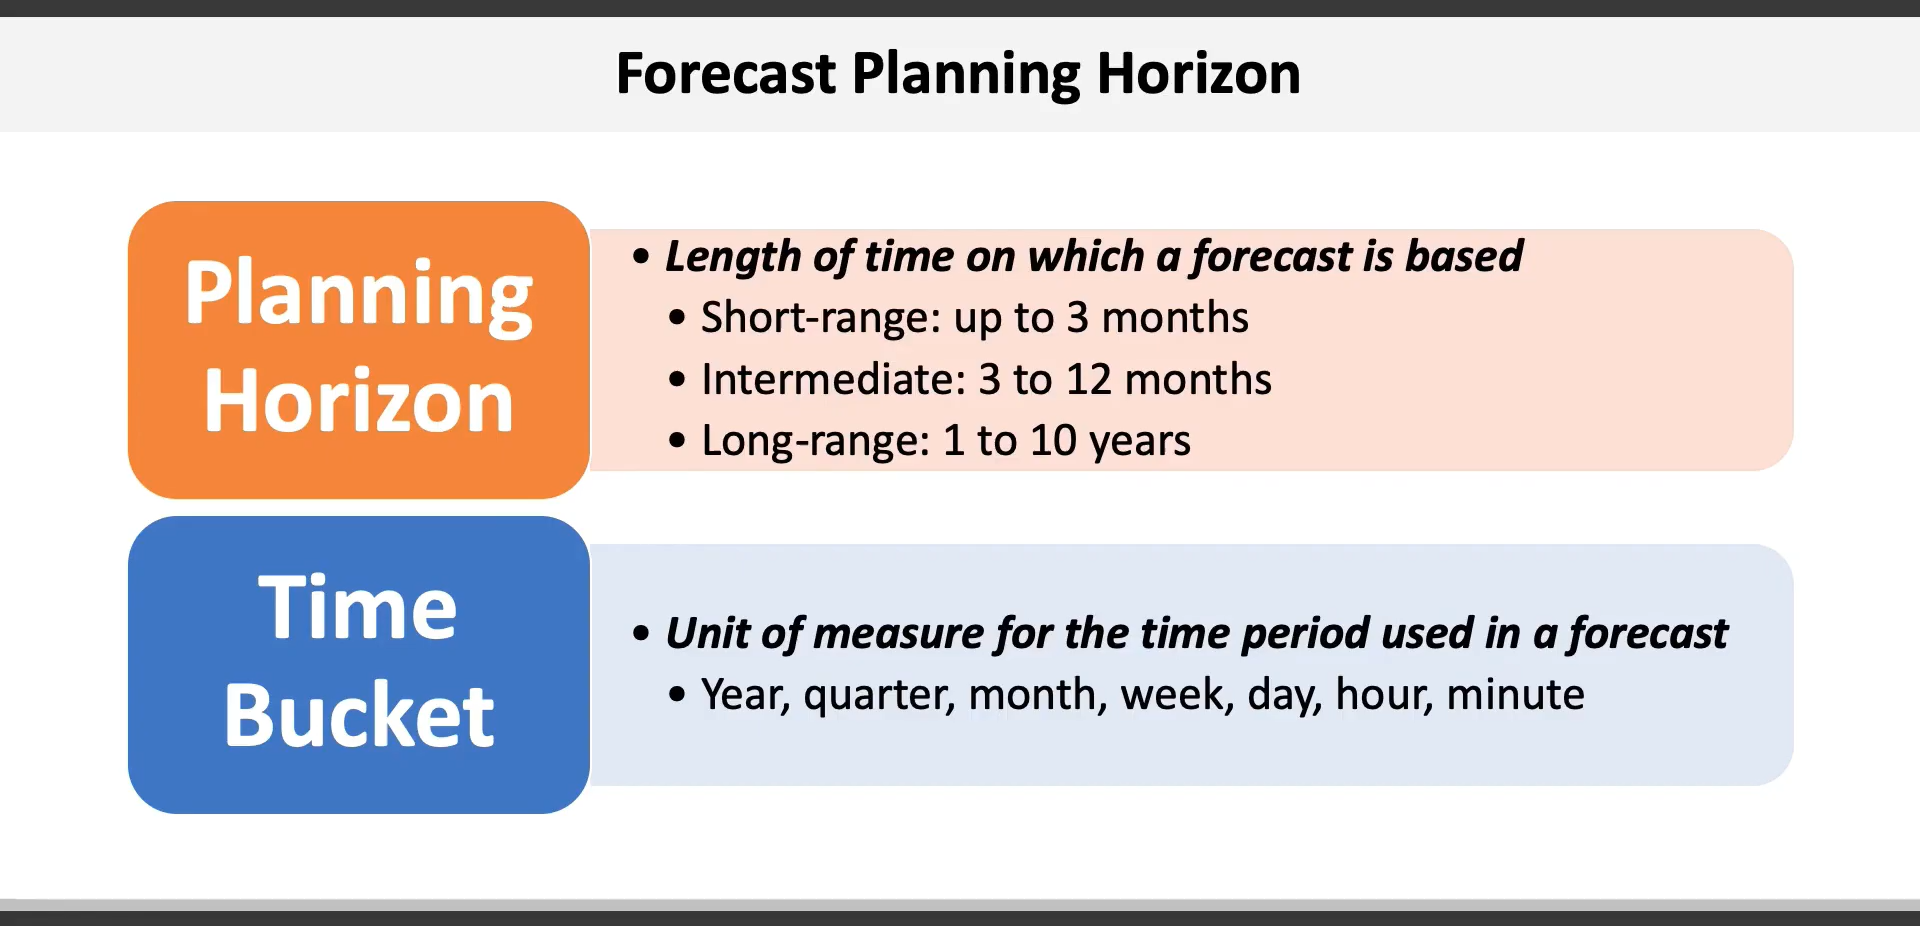 Forecast Planning Horizon
Planning
Horizon
• Length of time on which a forecast is based
• Short-range: up to 3 months
• Intermediate: 3 to 12 months
• Long-range: 1 to 10 years
Time
Bucket
• Unit of measure for the time period used in a forecast
• Year, quarter, month, week, day, hour, minute